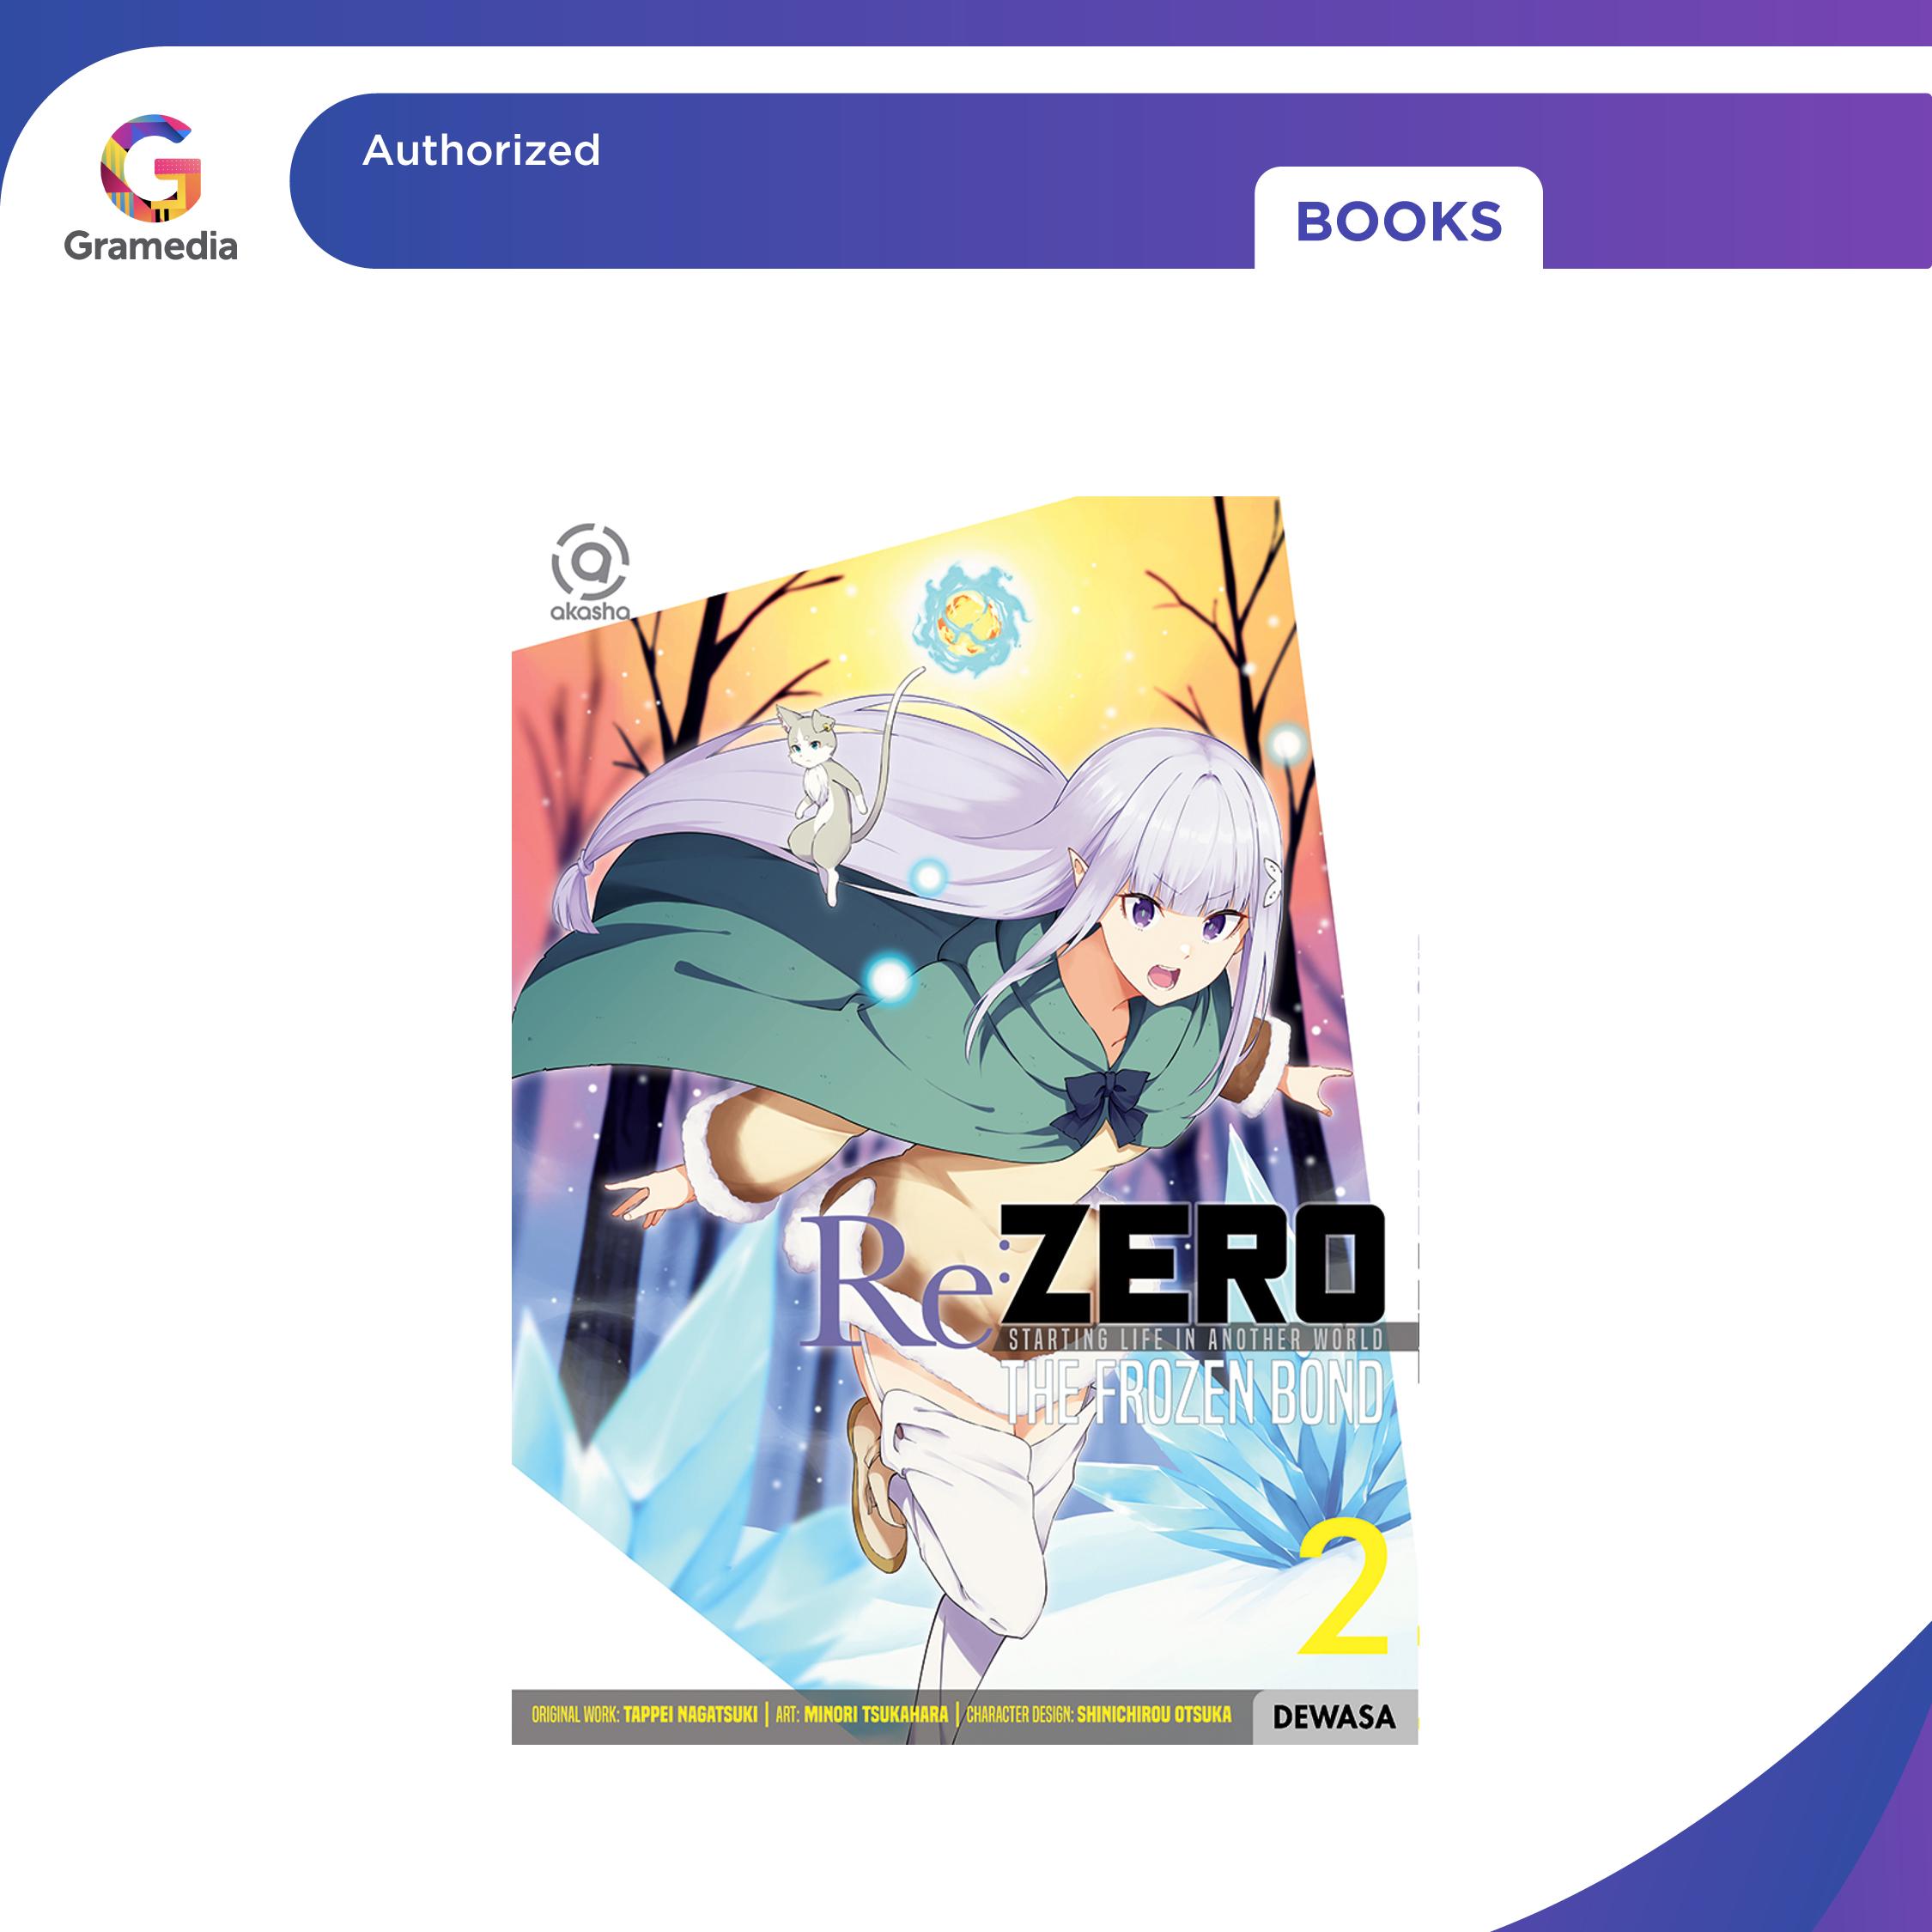 Authorized
Gramedia
BOOKS
akasha
Re:ZERO
STARTING LIFE IN ANOTHER WORLD
THE FROZEN BOND
2
ORIGINAL WORK: TAPPEI NAGATSUKI | ART: MINORI TSUKAHARA | CHARACTER DESIGN: SHINICHIROU OTSUKA
DEWASA